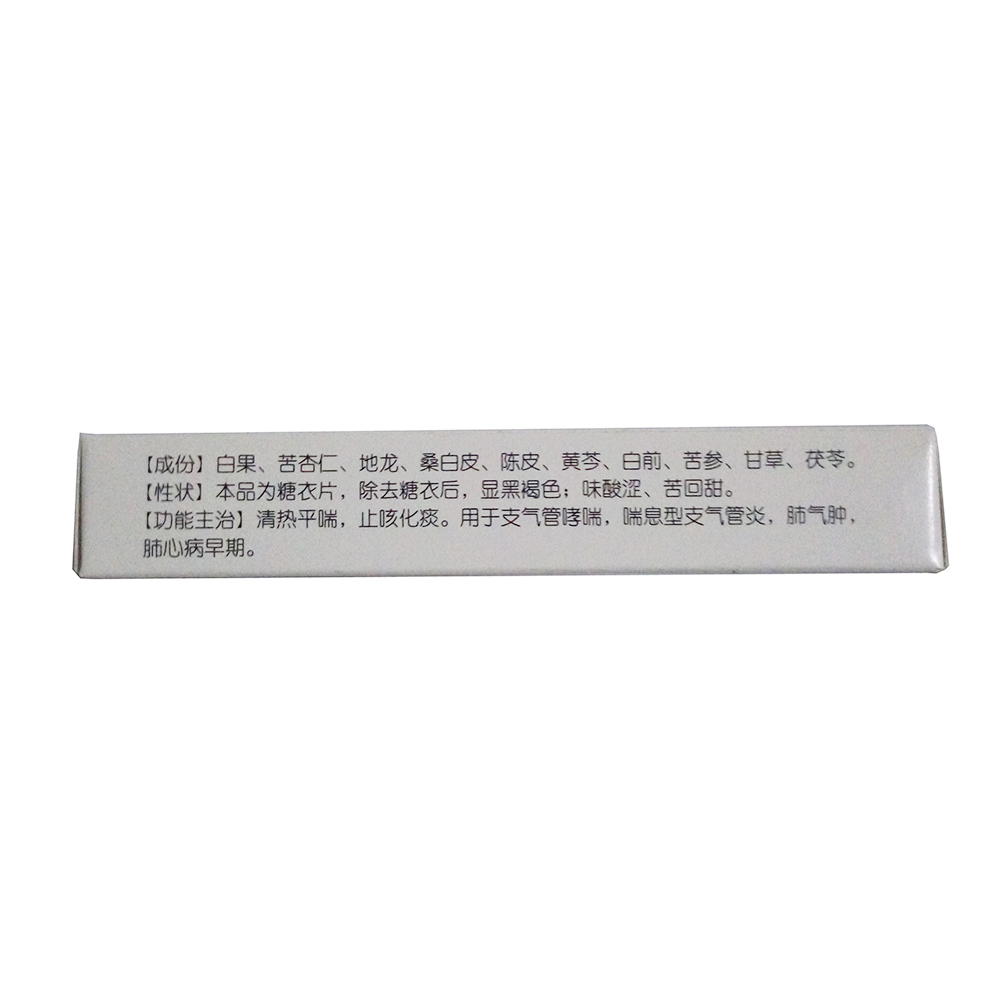 【成份】白果、苦杏仁、地龙、桑白皮、陈皮、黄芩、白前、苦参、甘草、茯苓。
【性状】本品为糖衣片，除去糖衣后，显黑褐色；味酸涩、苦回甜。
【功能主治】清热平喘，止咳化痰。用于支气管哮喘，喘息型支气管炎，肺气肿，
肺心病早期。